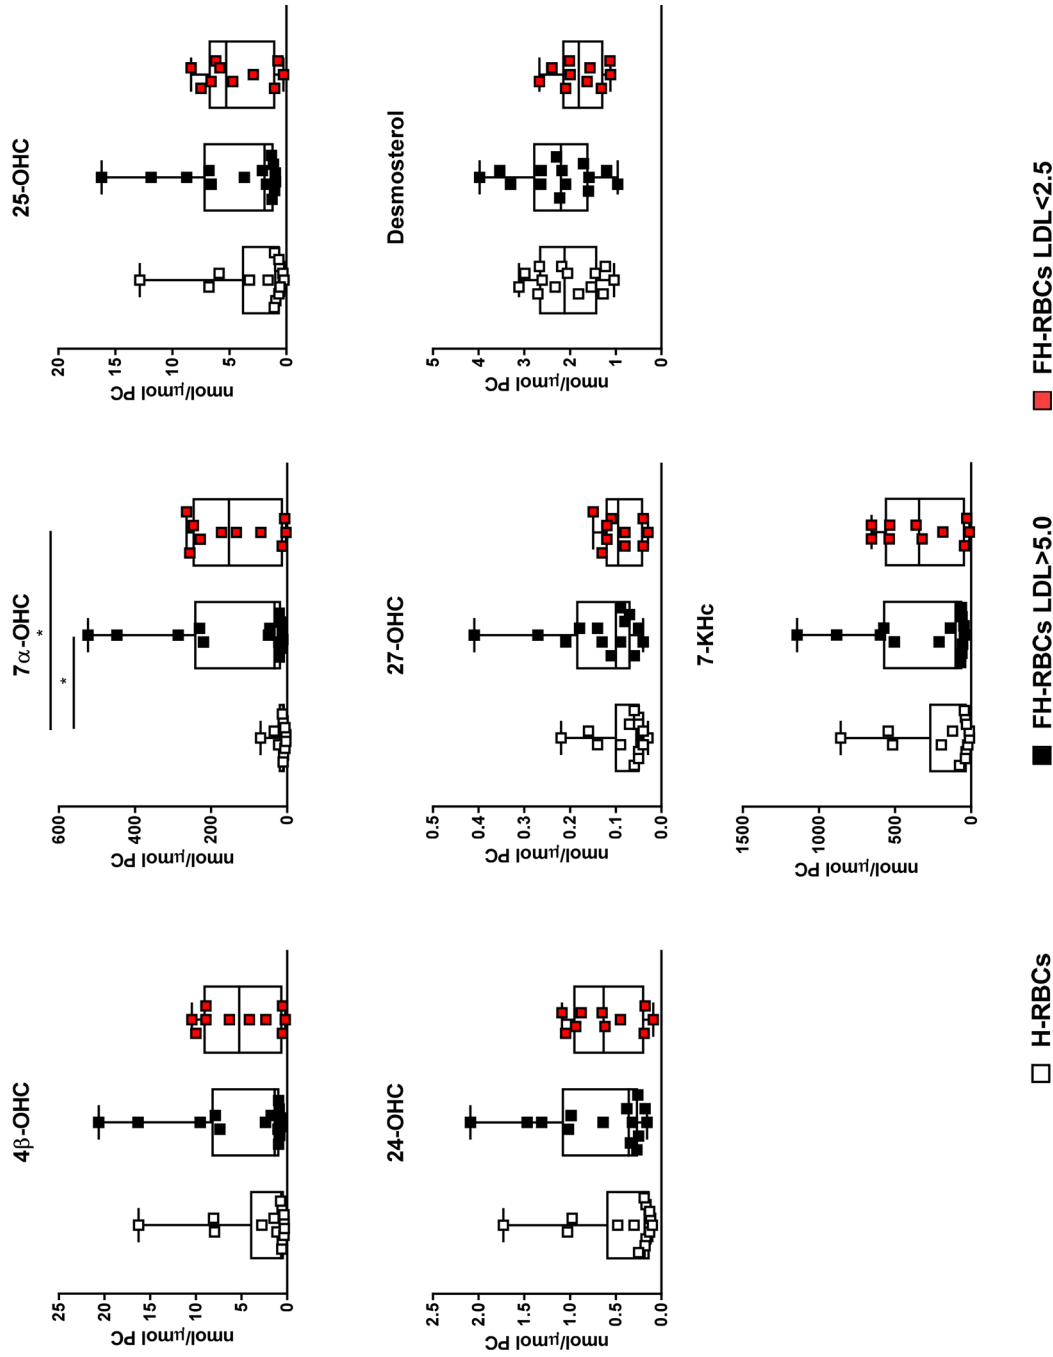 4β-OHC
nmol/μmol PC
25
20
15
10
5
0
7α-OHC
nmol/μmol PC
600
400
200
0
*
*
25-OHC
nmol/μmol PC
20
15
10
5
0
24-OHC
nmol/μmol PC
2.5
2.0
1.5
1.0
0.5
0.0
27-OHC
nmol/μmol PC
0.5
0.4
0.3
0.2
0.1
0.0
Desmosterol
nmol/μmol PC
5
4
3
2
1
0
7-KHc
nmol/μmol PC
1500
1000
500
0
H-RBCs
FH-RBCs LDL>5.0
FH-RBCs LDL<2.5